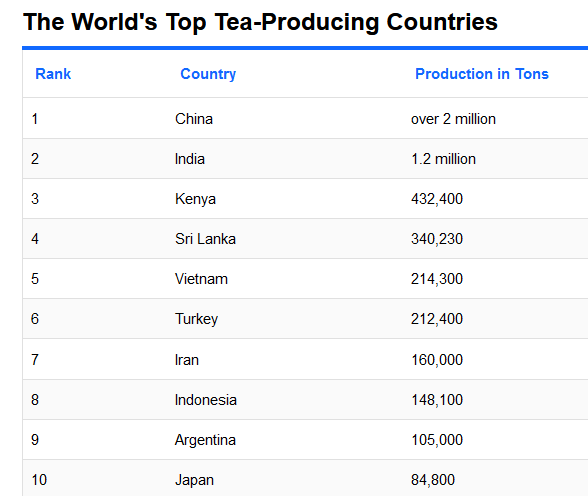 The World's Top Tea-Producing Countries
Rank Country Production in Tons
1 China over 2 million
2 India 1.2 million
3 Kenya 432,400
4 Sri Lanka 340,230
5 Vietnam 214,300
6 Turkey 212,400
7 Iran 160,000
8 Indonesia 148,100
9 Argentina 105,000
10 Japan 84,800